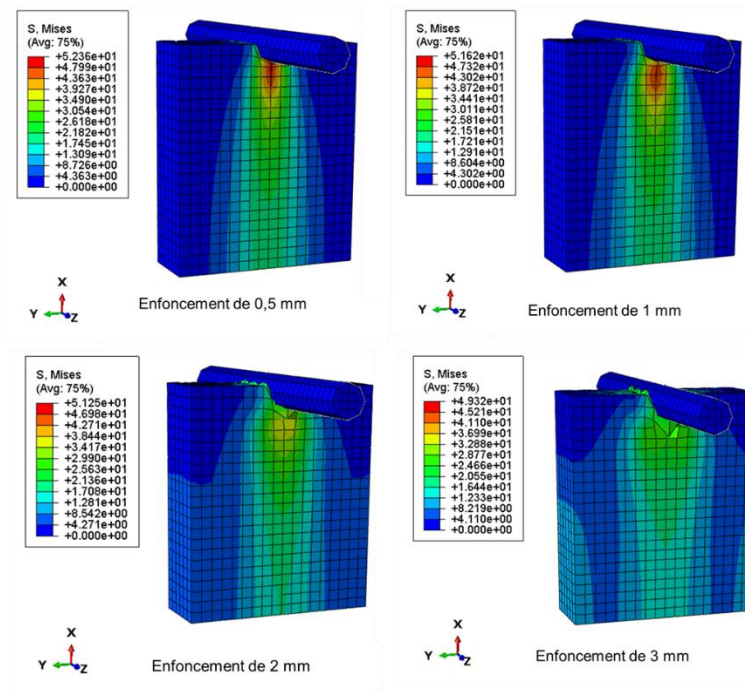 S, Mises
(Avg: 75%)
+5.236e+01
+4.799e+01
+4.363e+01
+3.927e+01
+3.490e+01
+3.054e+01
+2.618e+01
+2.182e+01
+1.745e+01
+1.309e+01
+8.726e+00
+4.363e+00
+0.000e+00
X
Y
Z
Enfoncement de 0,5 mm
S, Mises
(Avg: 75%)
+5.162e+01
+4.732e+01
+4.302e+01
+3.872e+01
+3.441e+01
+3.011e+01
+2.581e+01
+2.151e+01
+1.721e+01
+1.291e+01
+8.604e+00
+4.302e+00
+0.000e+00
X
Y
Z
Enfoncement de 1 mm
S, Mises
(Avg: 75%)
+5.125e+01
+4.698e+01
+4.271e+01
+3.844e+01
+3.417e+01
+2.990e+01
+2.563e+01
+2.136e+01
+1.708e+01
+1.281e+01
+8.542e+00
+4.271e+00
+0.000e+00
X
Y
Z
Enfoncement de 2 mm
S, Mises
(Avg: 75%)
+4.932e+01
+4.521e+01
+4.110e+01
+3.699e+01
+3.288e+01
+2.877e+01
+2.466e+01
+2.055e+01
+1.644e+01
+1.233e+01
+8.219e+00
+4.110e+00
+0.000e+00
X
Y
Z
Enfoncement de 3 mm